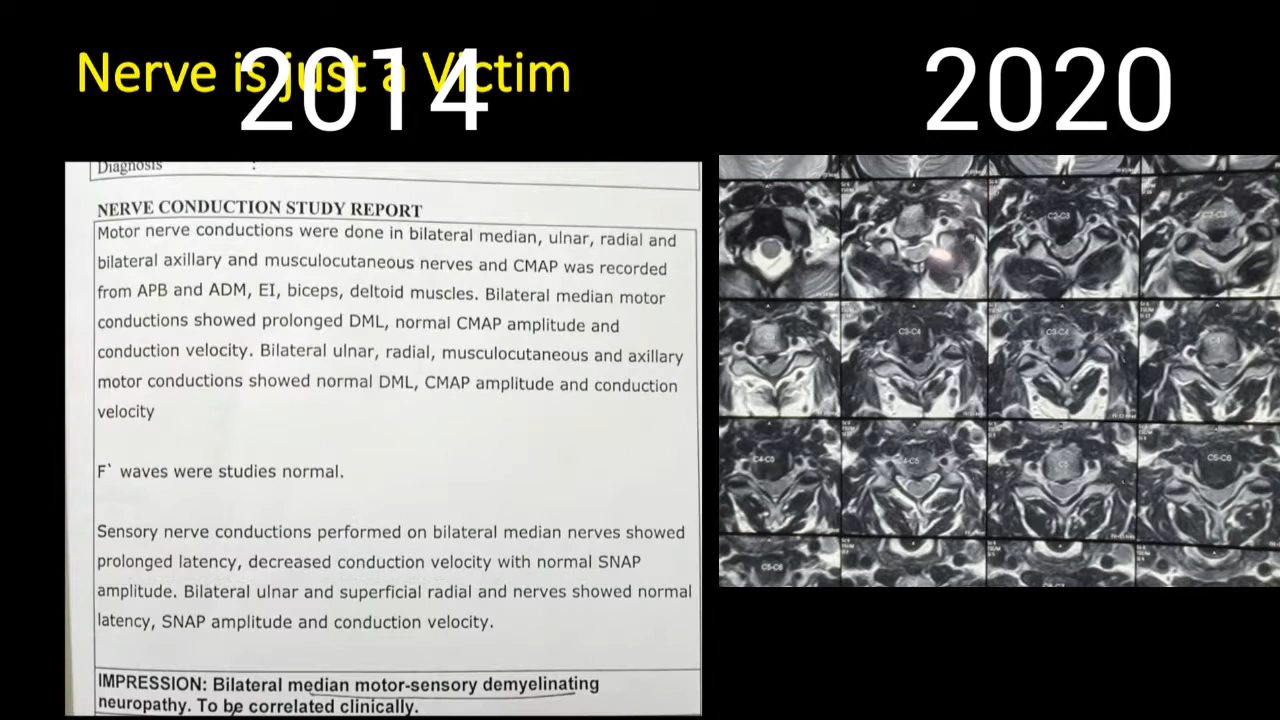 Nerve is just a Victim
2014
2020
Diagnosis :
NERVE CONDUCTION STUDY REPORT
Motor nerve conductions were done in bilateral median, ulnar, radial and
bilateral axillary and musculocutaneous nerves and CMAP was recorded
from APB and ADM, EI, biceps, deltoid muscles. Bilateral median motor
conductions showed prolonged DML, normal CMAP amplitude and
conduction velocity. Bilateral ulnar, radial, musculocutaneous and axillary
motor conductions showed normal DML, CMAP amplitude and conduction
velocity
F` waves were studies normal.
Sensory nerve conductions performed on bilateral median nerves showed
prolonged latency, decreased conduction velocity with normal SNAP
amplitude. Bilateral ulnar and superficial radial and nerves showed normal
latency, SNAP amplitude and conduction velocity.
IMPRESSION: Bilateral median motor-sensory demyelinating
neuropathy. To be correlated clinically.
C2-C3
C3-C4
C3-C4
C4-C5
C4-C5
C5
C5-C6
C5-C6